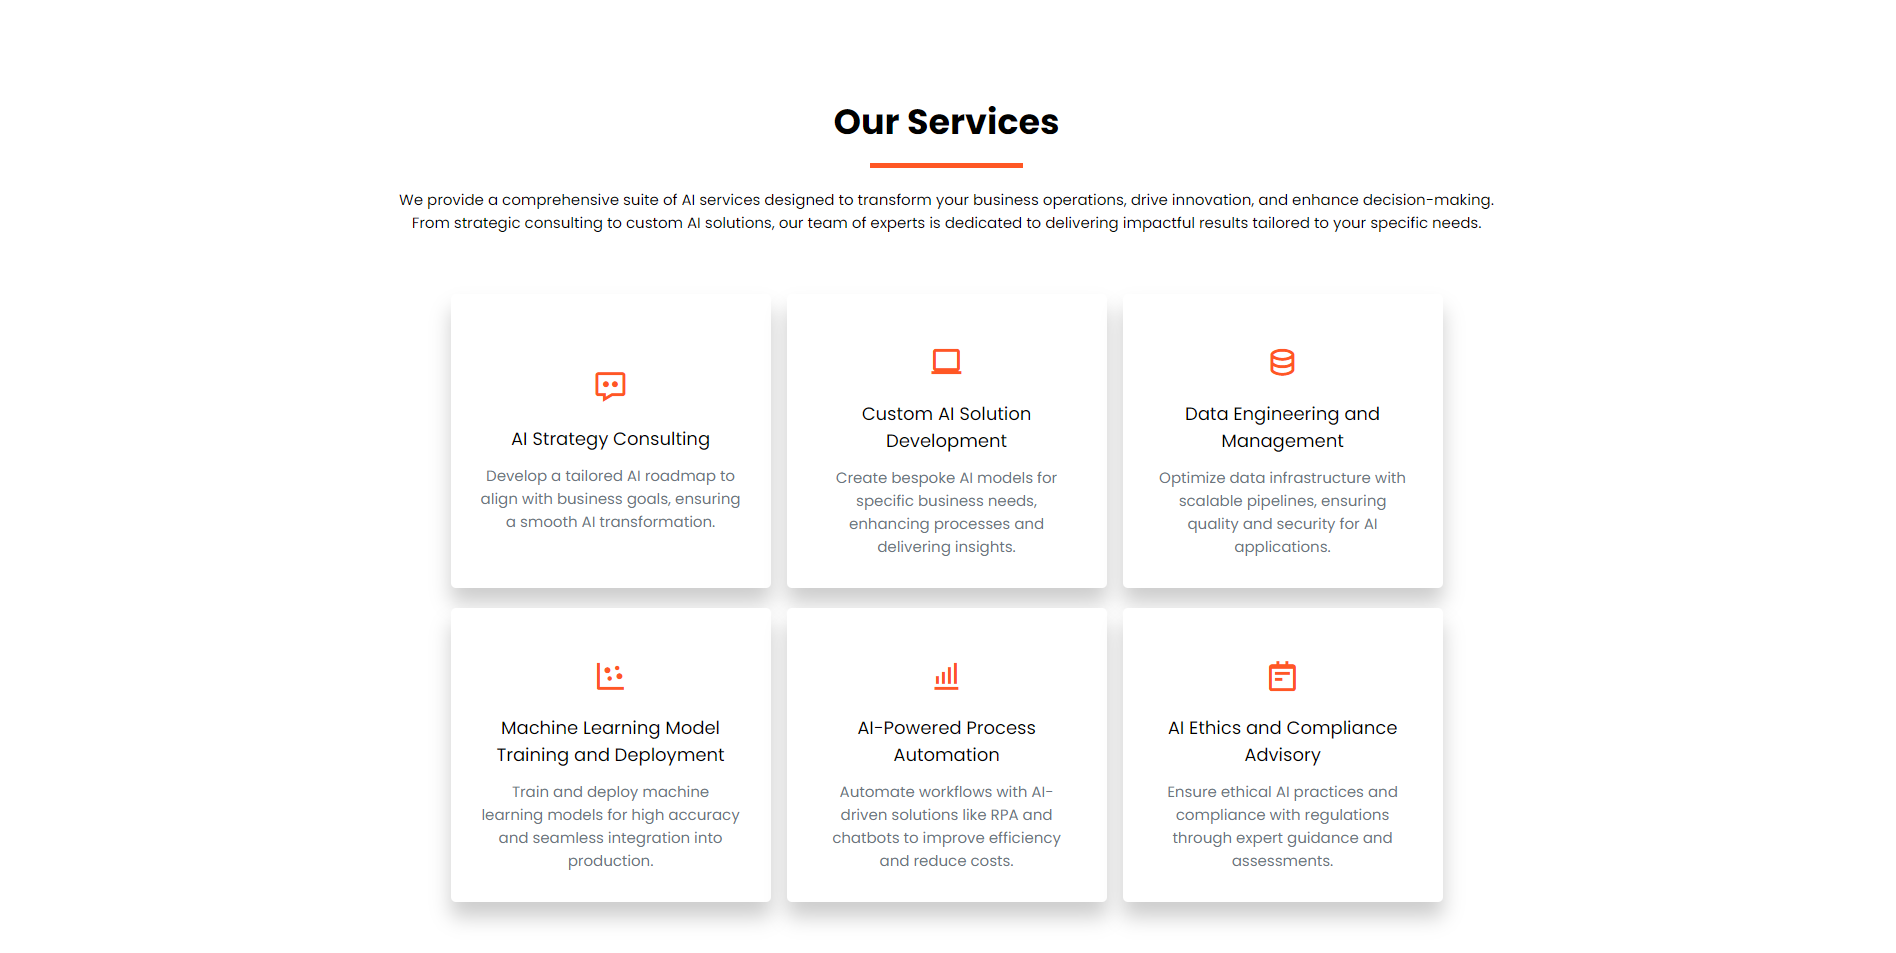 Our Services
We provide a comprehensive suite of AI services designed to transform your business operations, drive innovation, and enhance decision-making.
From strategic consulting to custom AI solutions, our team of experts is dedicated to delivering impactful results tailored to your specific needs.
AI Strategy Consulting
Develop a tailored AI roadmap to
align with business goals, ensuring
a smooth AI transformation.
Custom AI Solution
Development
Create bespoke AI models for
specific business needs,
enhancing processes and
delivering insights.
Data Engineering and
Management
Optimize data infrastructure with
scalable pipelines, ensuring
quality and security for AI
applications.
Machine Learning Model
Training and Deployment
Train and deploy machine
learning models for high accuracy
and seamless integration into
production.
AI-Powered Process
Automation
Automate workflows with AI-
driven solutions like RPA and
chatbots to improve efficiency
and reduce costs.
AI Ethics and Compliance
Advisory
Ensure ethical AI practices and
compliance with regulations
through expert guidance and
assessments.